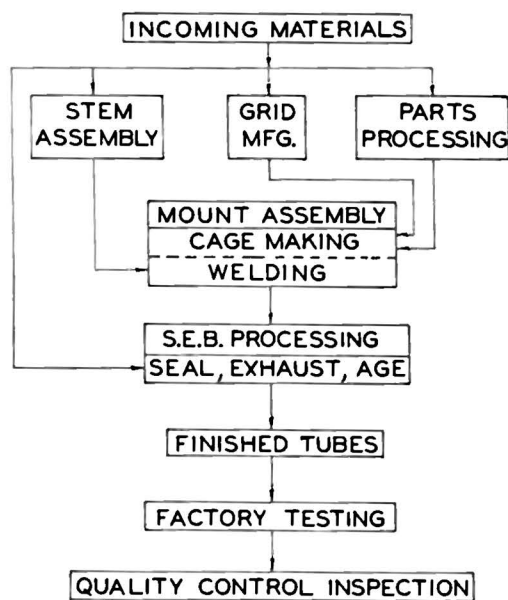 INCOMING MATERIALS
STEM
ASSEMBLY
GRID
MFG.
PARTS
PROCESSING
MOUNT ASSEMBLY
CAGE MAKING
WELDING
S.E.B. PROCESSING
SEAL, EXHAUST, AGE
FINISHED TUBES
FACTORY TESTING
QUALITY CONTROL INSPECTION